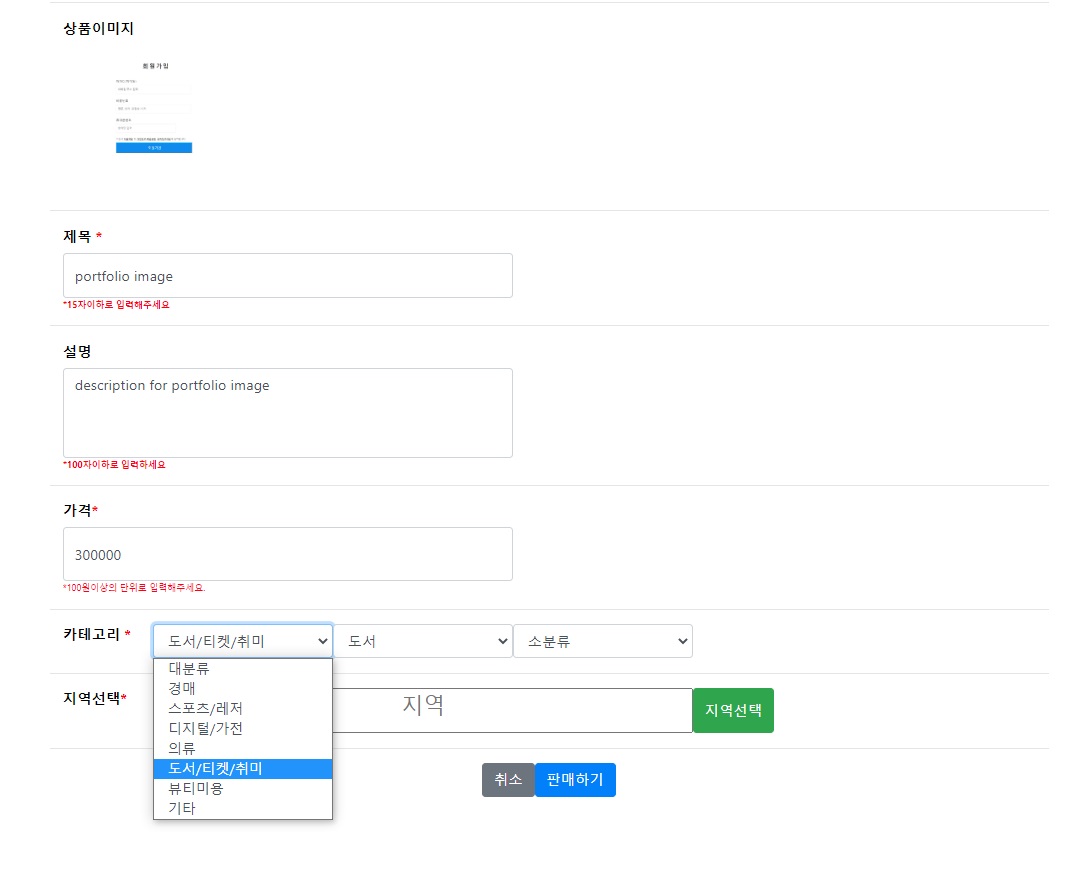 상품이미지
회원가입
제목 *
portfolio image
*15자이하로 입력해주세요
설명
description for portfolio image
*100자이하로 입력하세요
가격*
300000
*100원이상의 단위로 입력해주세요.
카테고리 *
도서/티켓/취미
도서
소분류
대분류
경매
스포츠/레저
디지털/가전
의류
도서/티켓/취미
뷰티미용
기타
지역선택*
지역
지역선택
취소
판매하기